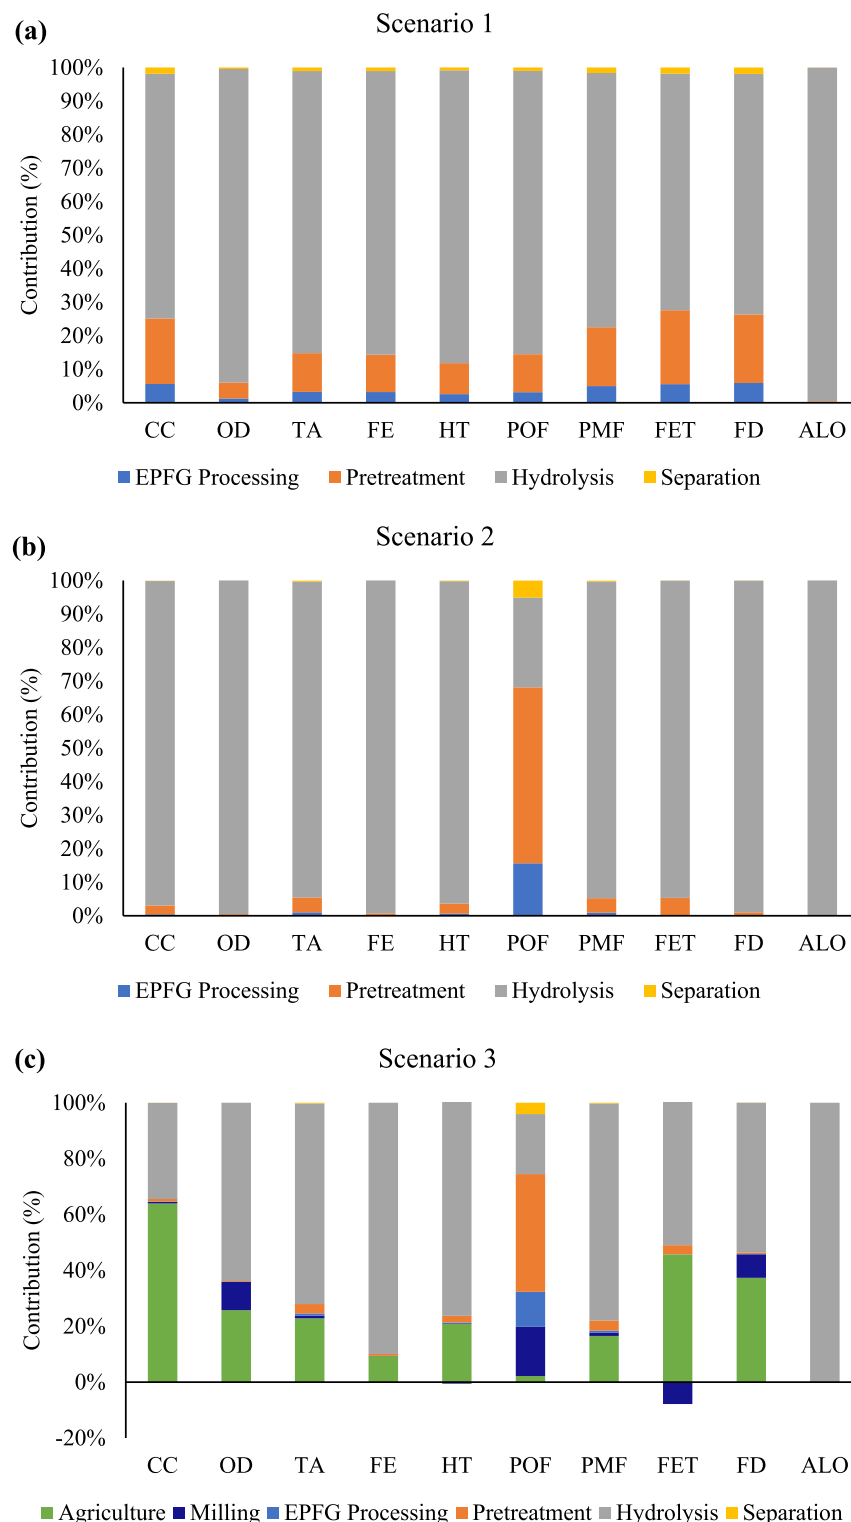 (a)
Scenario 1
100%
90%
80%
70%
60%
50%
40%
30%
20%
10%
0%
Contribution (%)
CC OD TA FE HT POF PMF FET FD ALO
EPFG Processing Pretreatment Hydrolysis Separation
(b)
Scenario 2
100%
90%
80%
70%
60%
50%
40%
30%
20%
10%
0%
Contribution (%)
CC OD TA FE HT POF PMF FET FD ALO
EPFG Processing Pretreatment Hydrolysis Separation
(c)
Scenario 3
100%
80%
60%
40%
20%
0%
-20%
Contribution (%)
CC OD TA FE HT POF PMF FET FD ALO
Agriculture Milling EPFG Processing Pretreatment Hydrolysis Separation